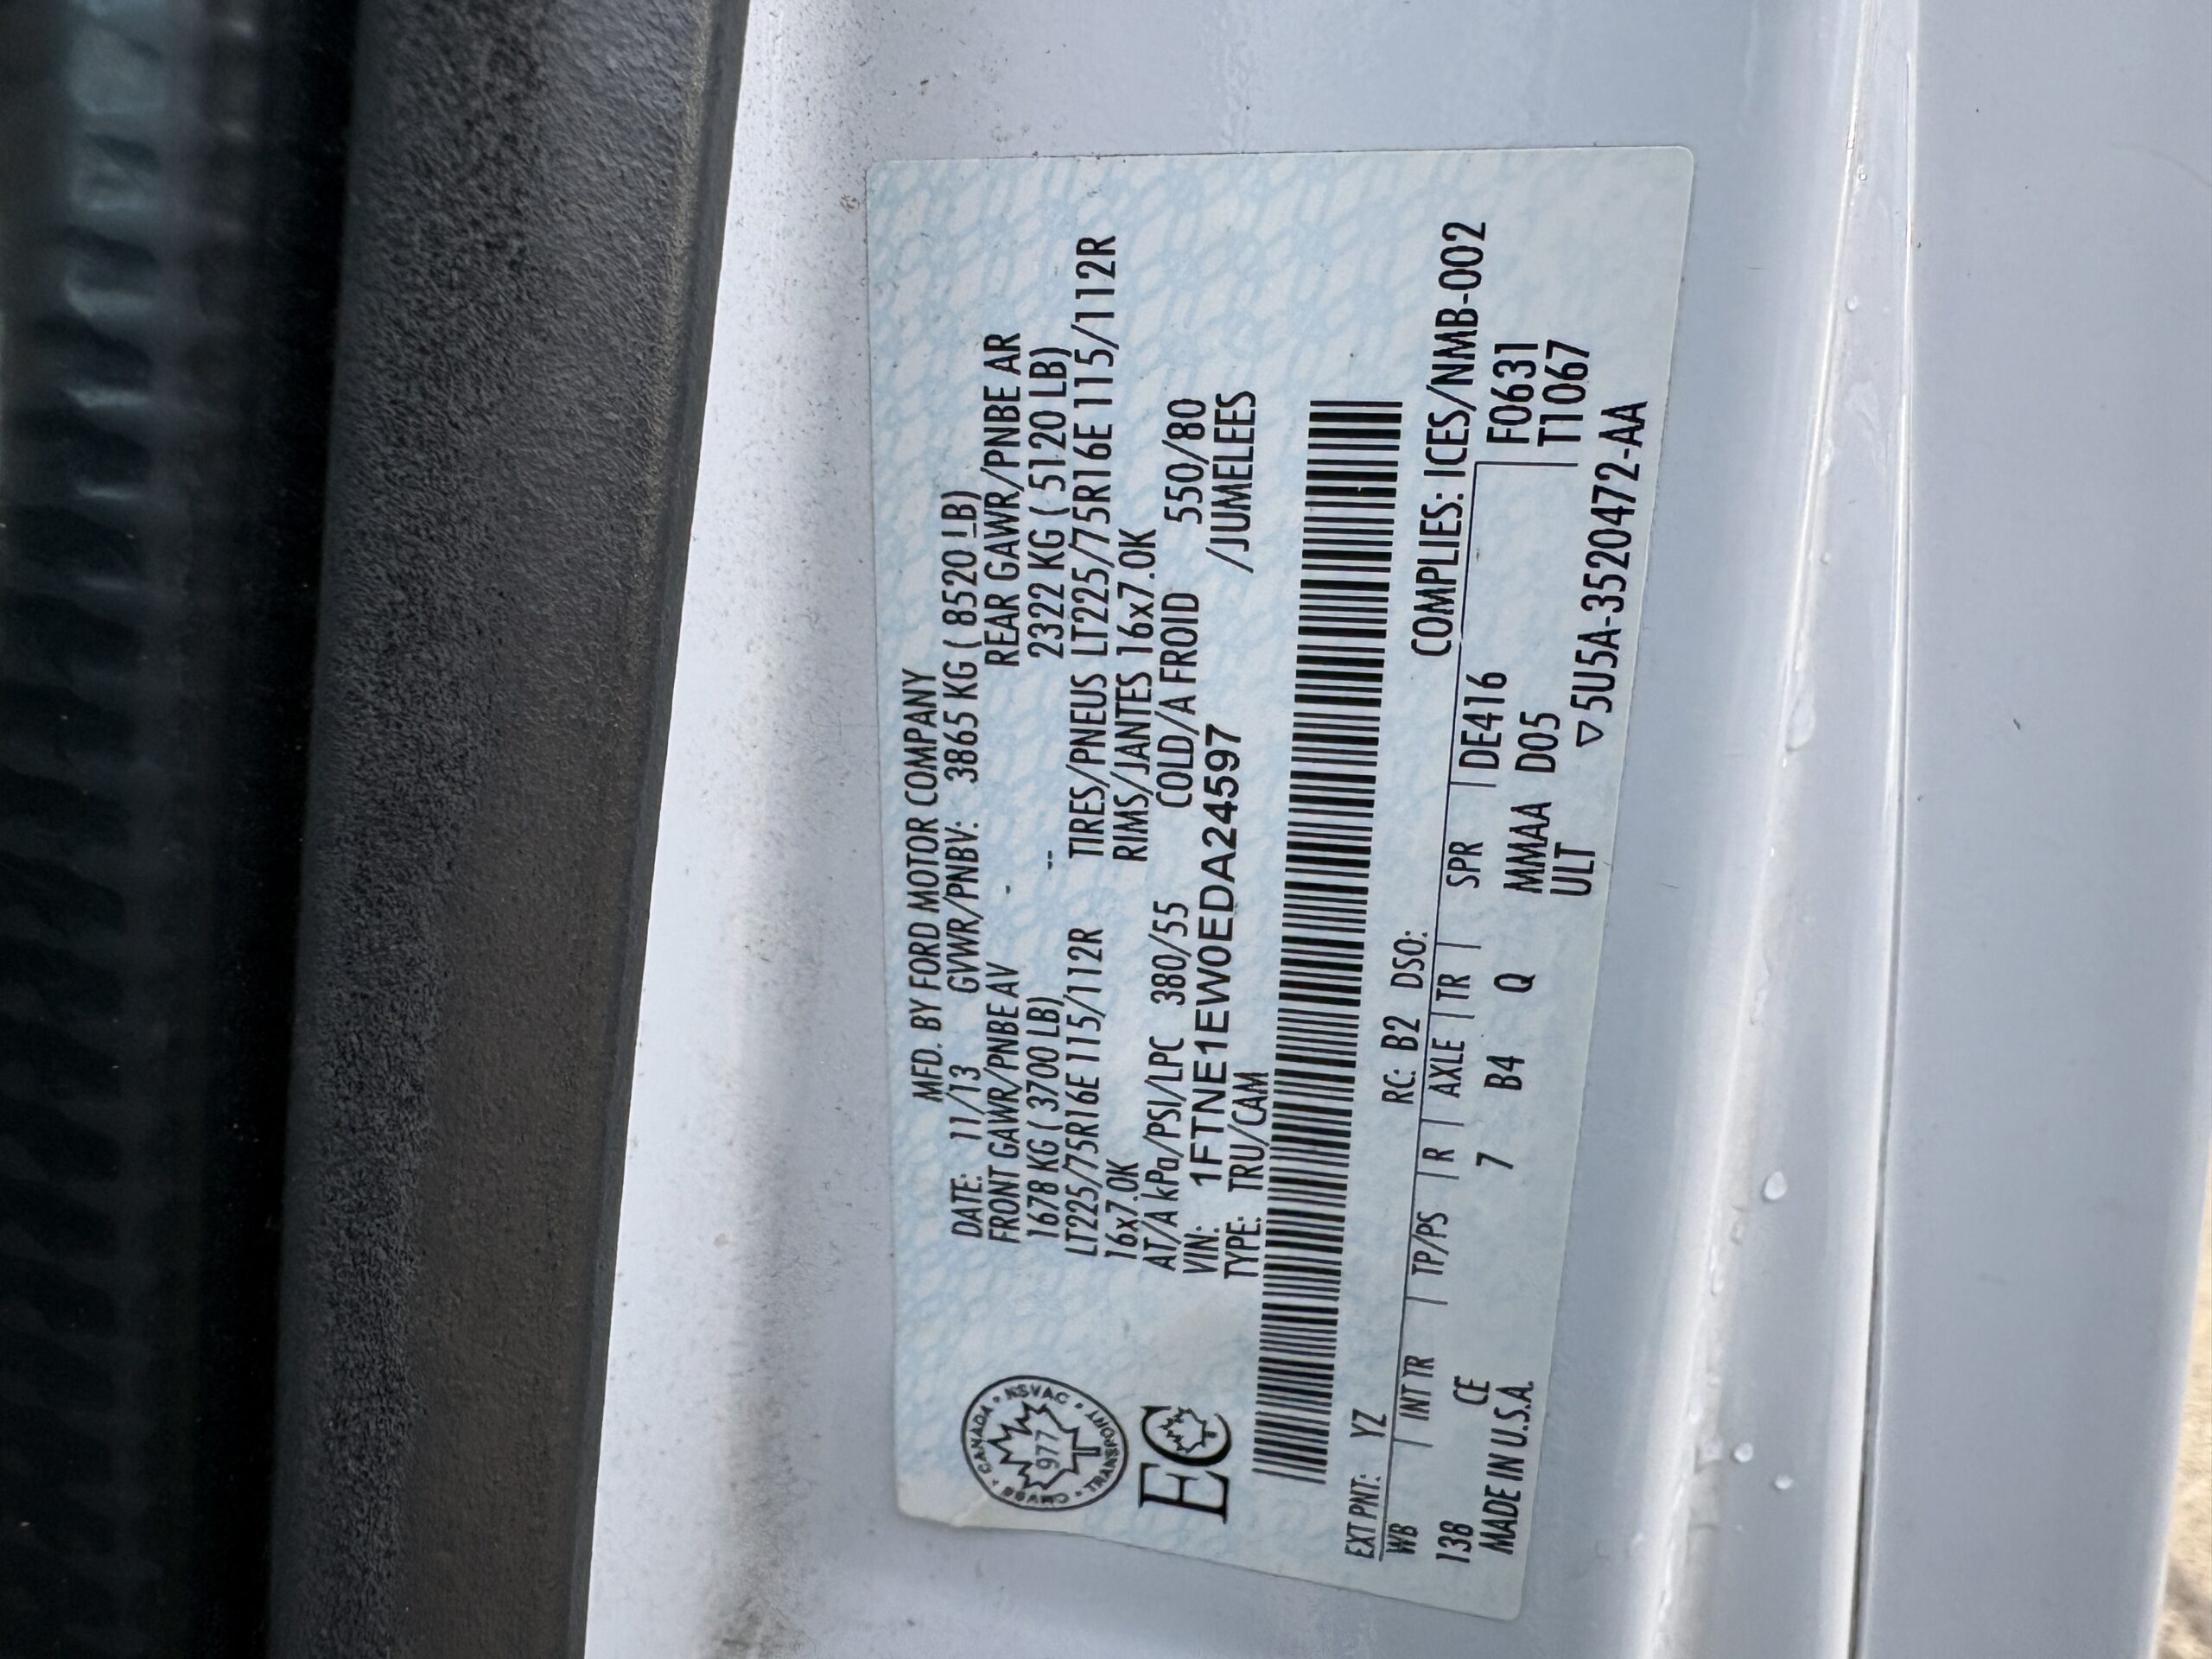 MFD. BY FORD MOTOR COMPANY
DATE: 11/13 GVWR/PNBV: 3865 KG ( 8520 LB)
FRONT GAWR/PNBE AV - REAR GAWR/PNBE AR
1678 KG ( 3700 LB) -- 2322 KG ( 5120 LB)
LT225/75R16E 115/112R TIRES/PNEUS LT225/75R16E 115/112R
16x7.0K RIMS/JANTES 16x7.0K
AT/A kPa/PSI/LPC 380/55 COLD/A FROID 550/80
VIN: 1FTNE1EW0EDA24597 /JUMELEES
TYPE: TRU/CAM
CANADA • NSVAC • TRANSPORT • CMVSS •
977
EC
EXT PNT: YZ RC: B2 DSO: COMPLIES: ICES/NMB-002
WB | INT TR | TP/PS | R | AXLE | TR | SPR | DE416 F0631
138 CE 7 B4 Q MMAA D05 T1067
MADE IN U.S.A. ULT
▽5U5A-3520472-AA